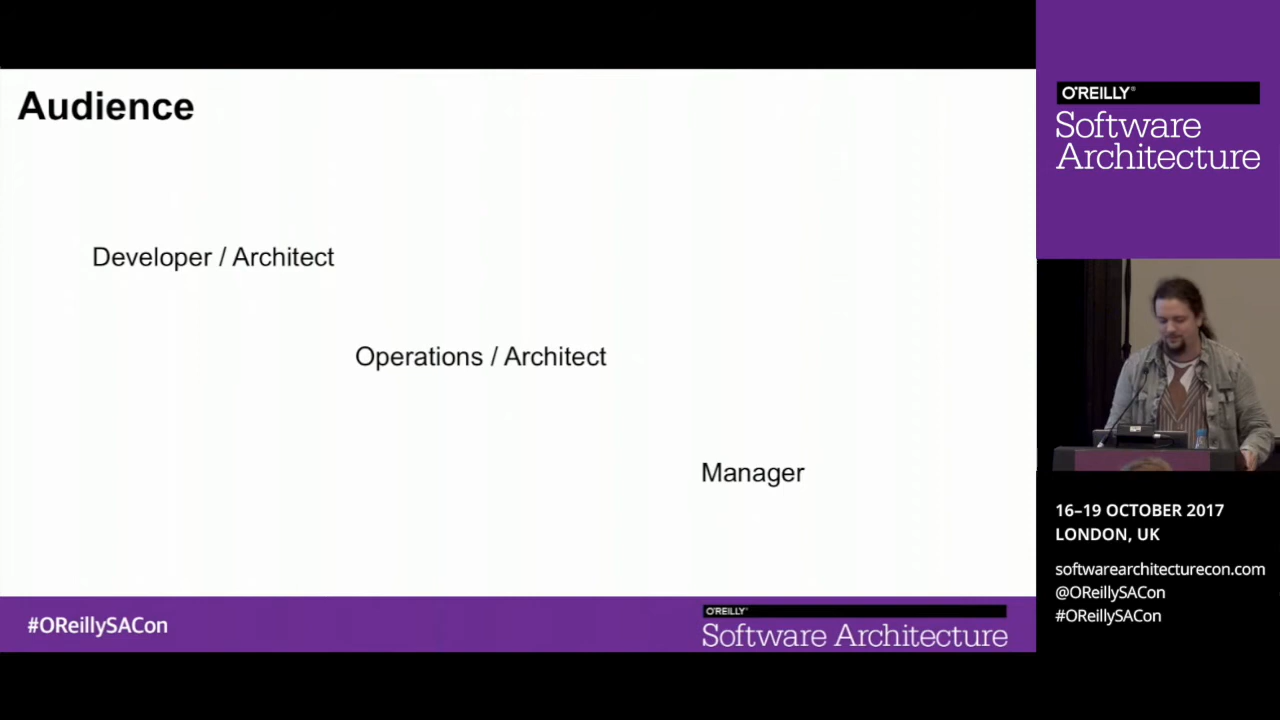 Audience
Developer / Architect
Operations / Architect
Manager
#OReillySACon
O'REILLY®
Software Architecture
O'REILLY®
Software
Architecture
16–19 OCTOBER 2017
LONDON, UK
softwarearchitecturecon.com
@OReillySACon
#OReillySACon